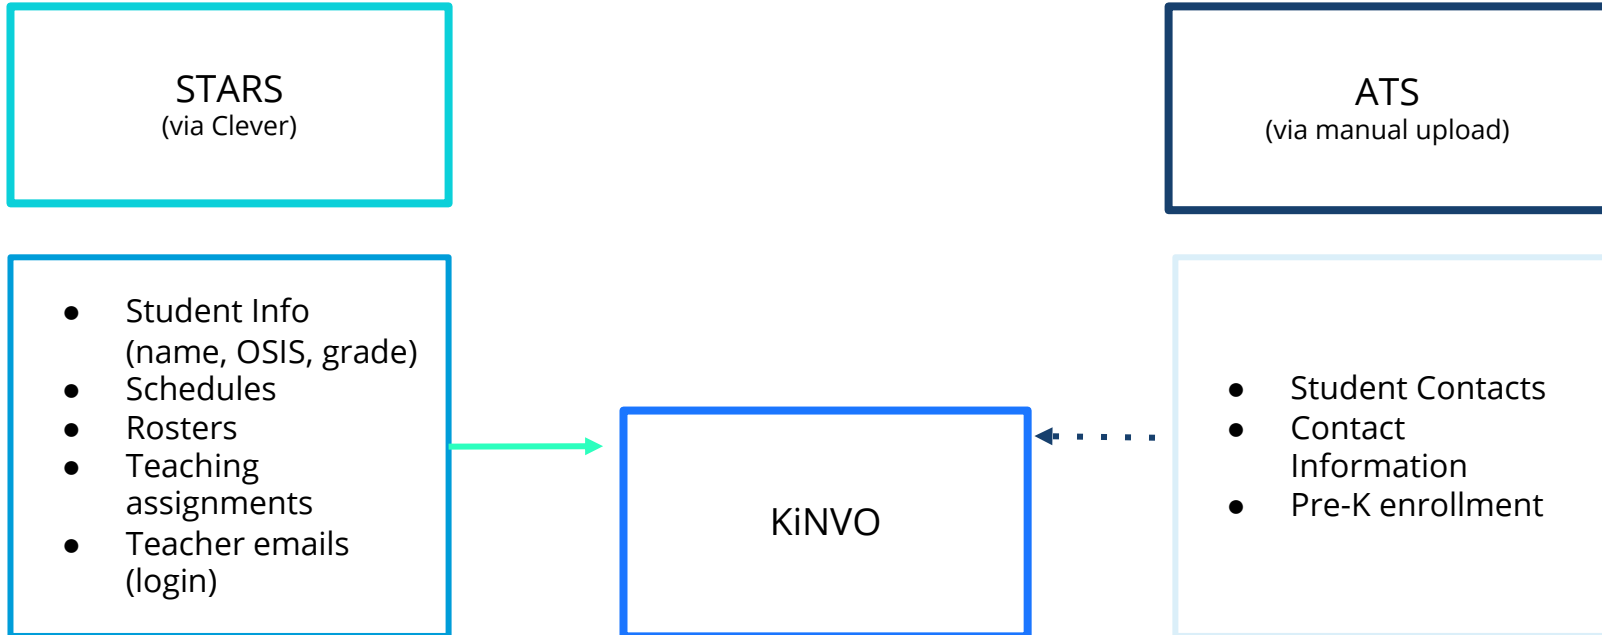 STARS
(via Clever)
ATS
(via manual upload)
● Student Info
(name, OSIS, grade)
● Schedules
● Rosters
● Teaching
assignments
● Teacher emails
(login)
KiNVO
● Student Contacts
● Contact
Information
● Pre-K enrollment